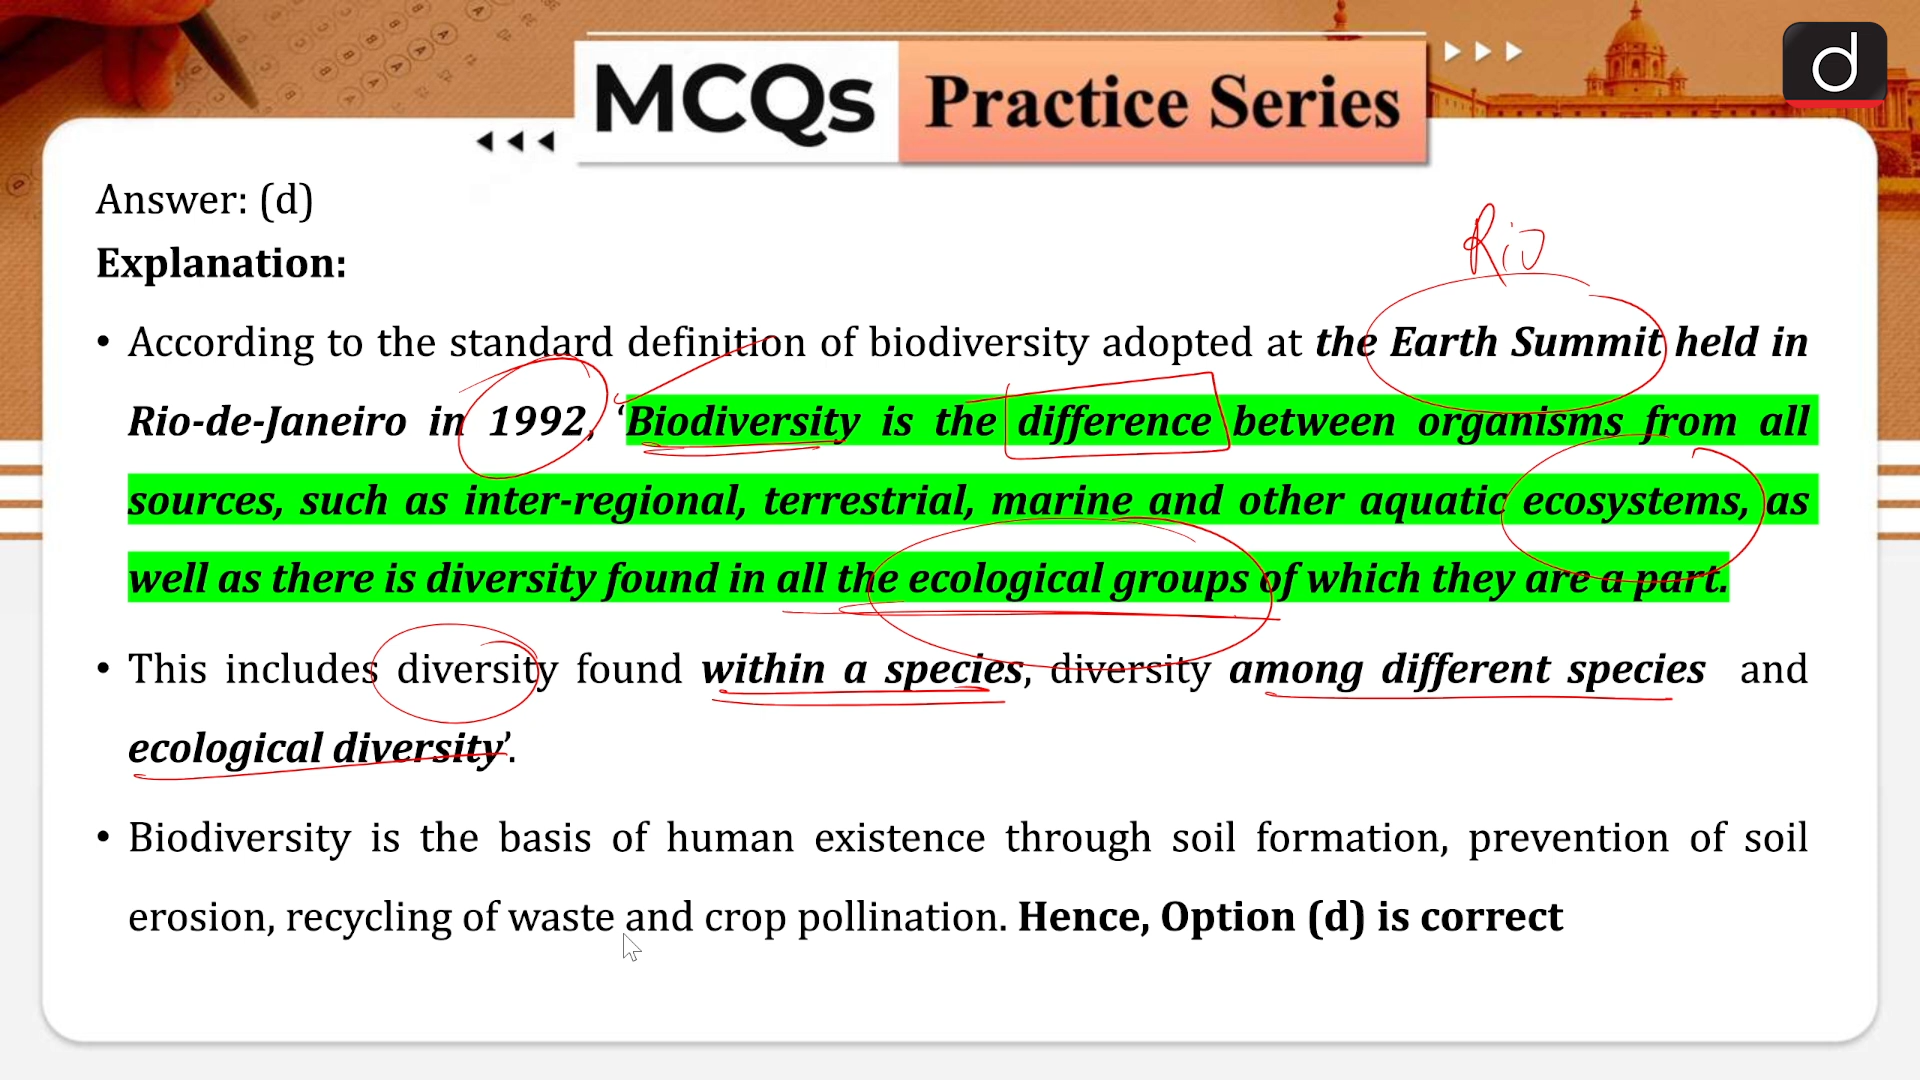 MCQs Practice Series
d
Answer: (d)
Explanation:
Rio
• According to the standard definition of biodiversity adopted at the Earth Summit held in
Rio-de-Janeiro in 1992, ‘Biodiversity is the difference between organisms from all
sources, such as inter-regional, terrestrial, marine and other aquatic ecosystems, as
well as there is diversity found in all the ecological groups of which they are a part.
• This includes diversity found within a species, diversity among different species and
ecological diversity’.
• Biodiversity is the basis of human existence through soil formation, prevention of soil
erosion, recycling of waste and crop pollination. Hence, Option (d) is correct